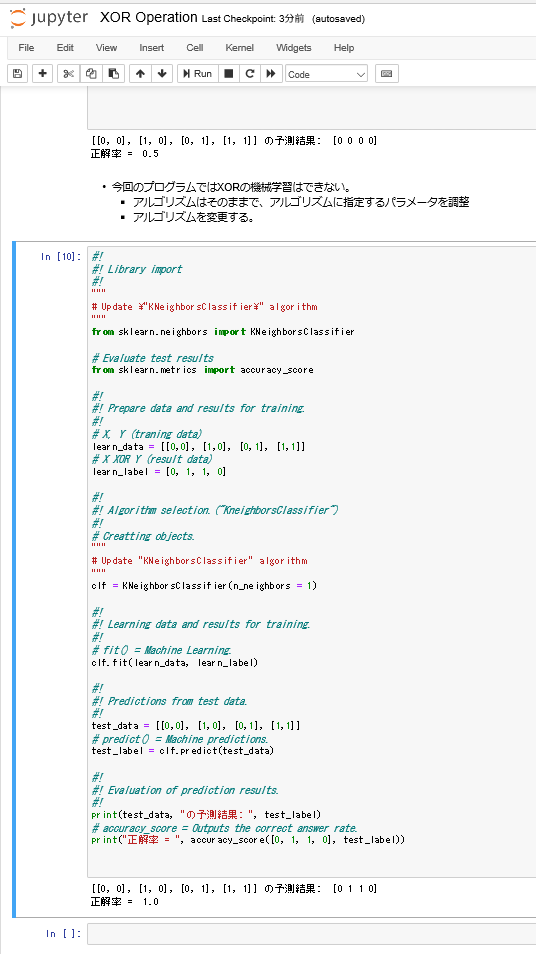 jupyter XOR Operation Last Checkpoint: 3分前 (autosaved)
File Edit View Insert Cell Kernel Widgets Help
Run Code
[[0, 0], [1, 0], [0, 1], [1, 1]] の予測結果: [0 0 0 0]
正解率 = 0.5
• 今回のプログラムではXORの機械学習はできない。
▪ アルゴリズムはそのままで、アルゴリズムに指定するパラメータを調整
▪ アルゴリズムを変更する。
In [10]:
#!
#! Library import
#!
"""
# Update ¥"KNeighborsClassifier¥" algorithm
"""
from sklearn.neighbors import KNeighborsClassifier
# Evaluate test results
from sklearn.metrics import accuracy_score
#!
#! Prepare data and results for training.
#!
# X, Y (traning data)
learn_data = [[0,0], [1,0], [0,1], [1,1]]
# X XOR Y (result data)
learn_label = [0, 1, 1, 0]
#!
#! Algorithm selection.(~KneighborsClassifier~)
#!
# Creatting objects.
"""
# Update "KNeighborsClassifier" algorithm
"""
clf = KNeighborsClassifier(n_neighbors = 1)
#!
#! Learning data and results for training.
#!
# fit() = Machine Learning.
clf.fit(learn_data, learn_label)
#!
#! Predictions from test data.
#!
test_data = [[0,0], [1,0], [0,1], [1,1]]
# predict() = Machine predictions.
test_label = clf.predict(test_data)
#!
#! Evaluation of prediction results.
#!
print(test_data, "の予測結果: ", test_label)
# accuracy_score = Outputs the correct answer rate.
print("正解率 = ", accuracy_score([0, 1, 1, 0], test_label))
[[0, 0], [1, 0], [0, 1], [1, 1]] の予測結果: [0 1 1 0]
正解率 = 1.0
In [ ]: